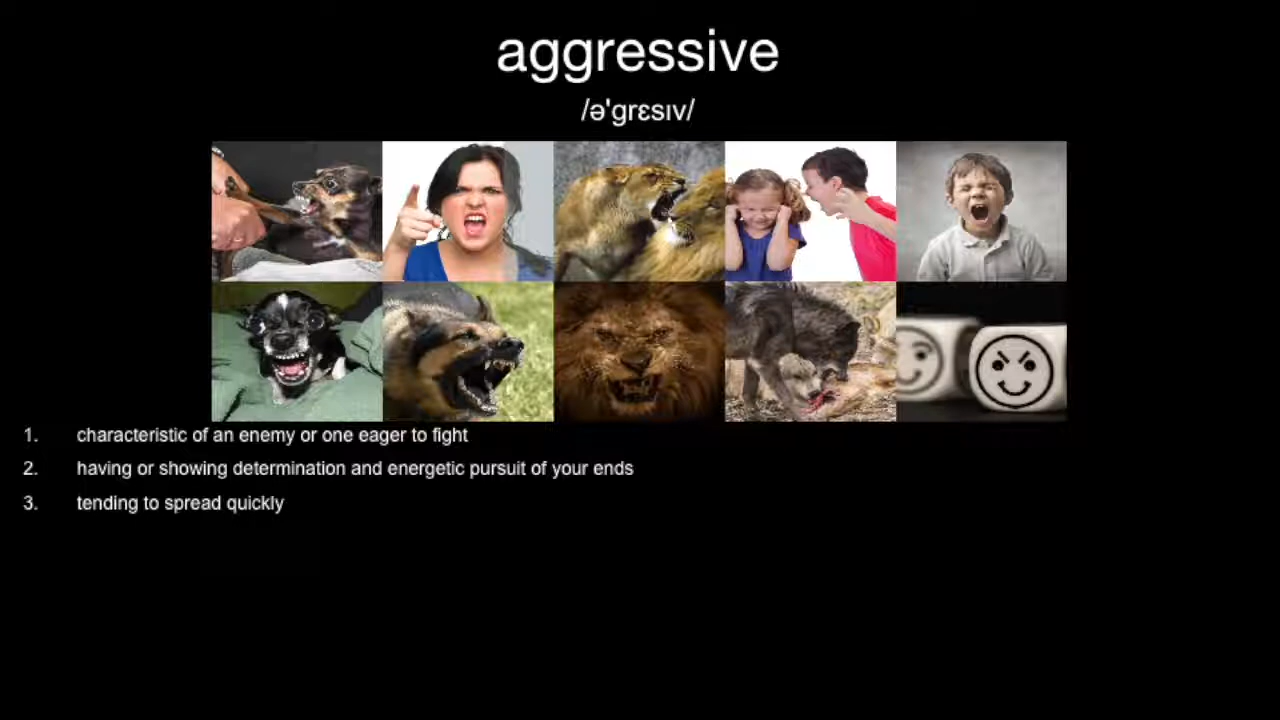 aggressive
/ə'grɛsɪv/
1. characteristic of an enemy or one eager to fight
2. having or showing determination and energetic pursuit of your ends
3. tending to spread quickly